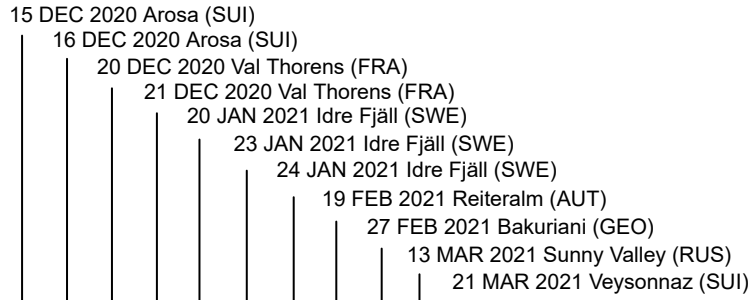 15 DEC 2020 Arosa (SUI)
16 DEC 2020 Arosa (SUI)
20 DEC 2020 Val Thorens (FRA)
21 DEC 2020 Val Thorens (FRA)
20 JAN 2021 Idre Fjäll (SWE)
23 JAN 2021 Idre Fjäll (SWE)
24 JAN 2021 Idre Fjäll (SWE)
19 FEB 2021 Reiteralm (AUT)
27 FEB 2021 Bakuriani (GEO)
13 MAR 2021 Sunny Valley (RUS)
21 MAR 2021 Veysonnaz (SUI)